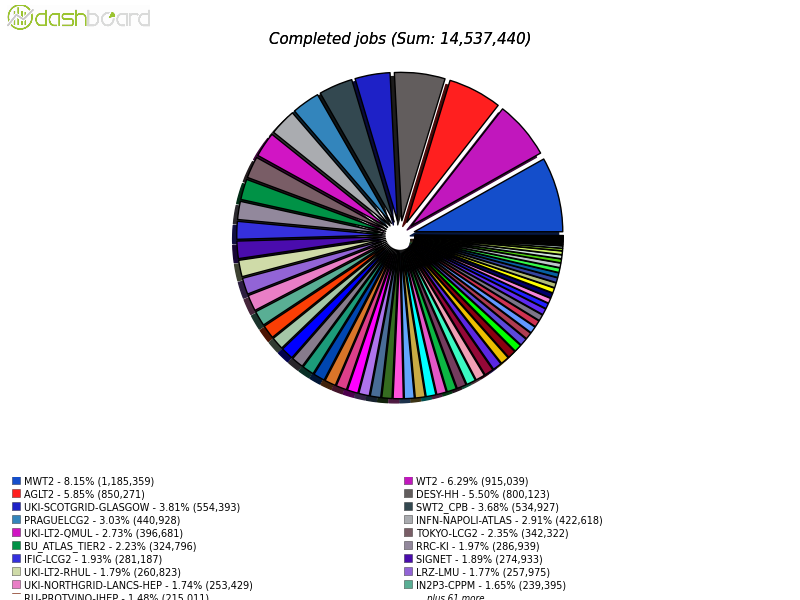 dashboard
Completed jobs (Sum: 14,537,440)
MWT2 - 8.15% (1,185,359)
WT2 - 6.29% (915,039)
AGLT2 - 5.85% (850,271)
DESY-HH - 5.50% (800,123)
UKI-SCOTGRID-GLASGOW - 3.81% (554,393)
SWT2_CPB - 3.68% (534,927)
PRAGUELCG2 - 3.03% (440,928)
INFN-NAPOLI-ATLAS - 2.91% (422,618)
UKI-LT2-QMUL - 2.73% (396,681)
TOKYO-LCG2 - 2.35% (342,322)
BU_ATLAS_TIER2 - 2.23% (324,796)
RRC-KI - 1.97% (286,939)
IFIC-LCG2 - 1.93% (281,187)
SIGNET - 1.89% (274,933)
UKI-LT2-RHUL - 1.79% (260,823)
LRZ-LMU - 1.77% (257,975)
UKI-NORTHGRID-LANCS-HEP - 1.74% (253,429)
IN2P3-CPPM - 1.65% (239,395)
RU-PROTVINO-IHEP - 1.48% (215,011)
plus 61 more